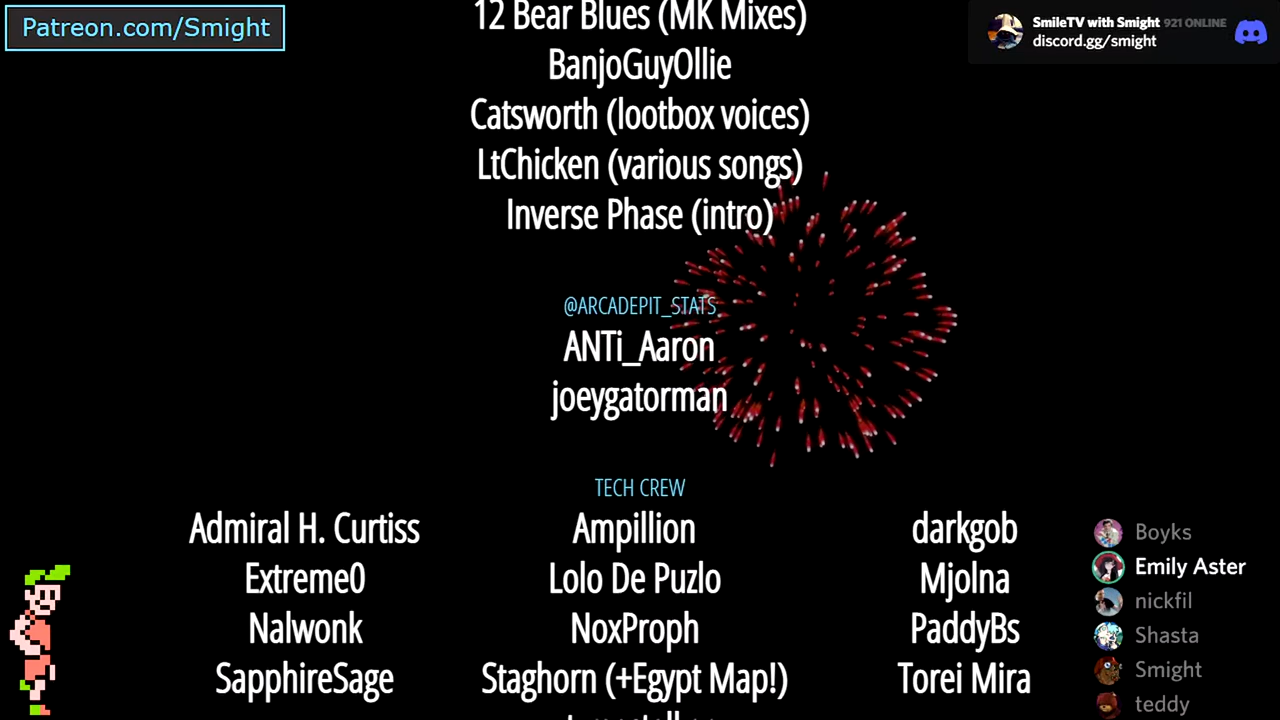 Patreon.com/Smight
SmileTV with Smight 921 ONLINE
discord.gg/smight
12 Bear Blues (MK Mixes)
BanjoGuyOllie
Catsworth (lootbox voices)
LtChicken (various songs)
Inverse Phase (intro)
@ARCADEPIT_STATS
ANTi_Aaron
joeygatorman
TECH CREW
Admiral H. Curtiss Ampillion darkgob
Extreme0 Lolo De Puzlo Mjolna
Nalwonk NoxProph PaddyBs
SapphireSage Staghorn (+Egypt Map!) Torei Mira
Boyks
Emily Aster
nickfil
Shasta
Smight
teddy